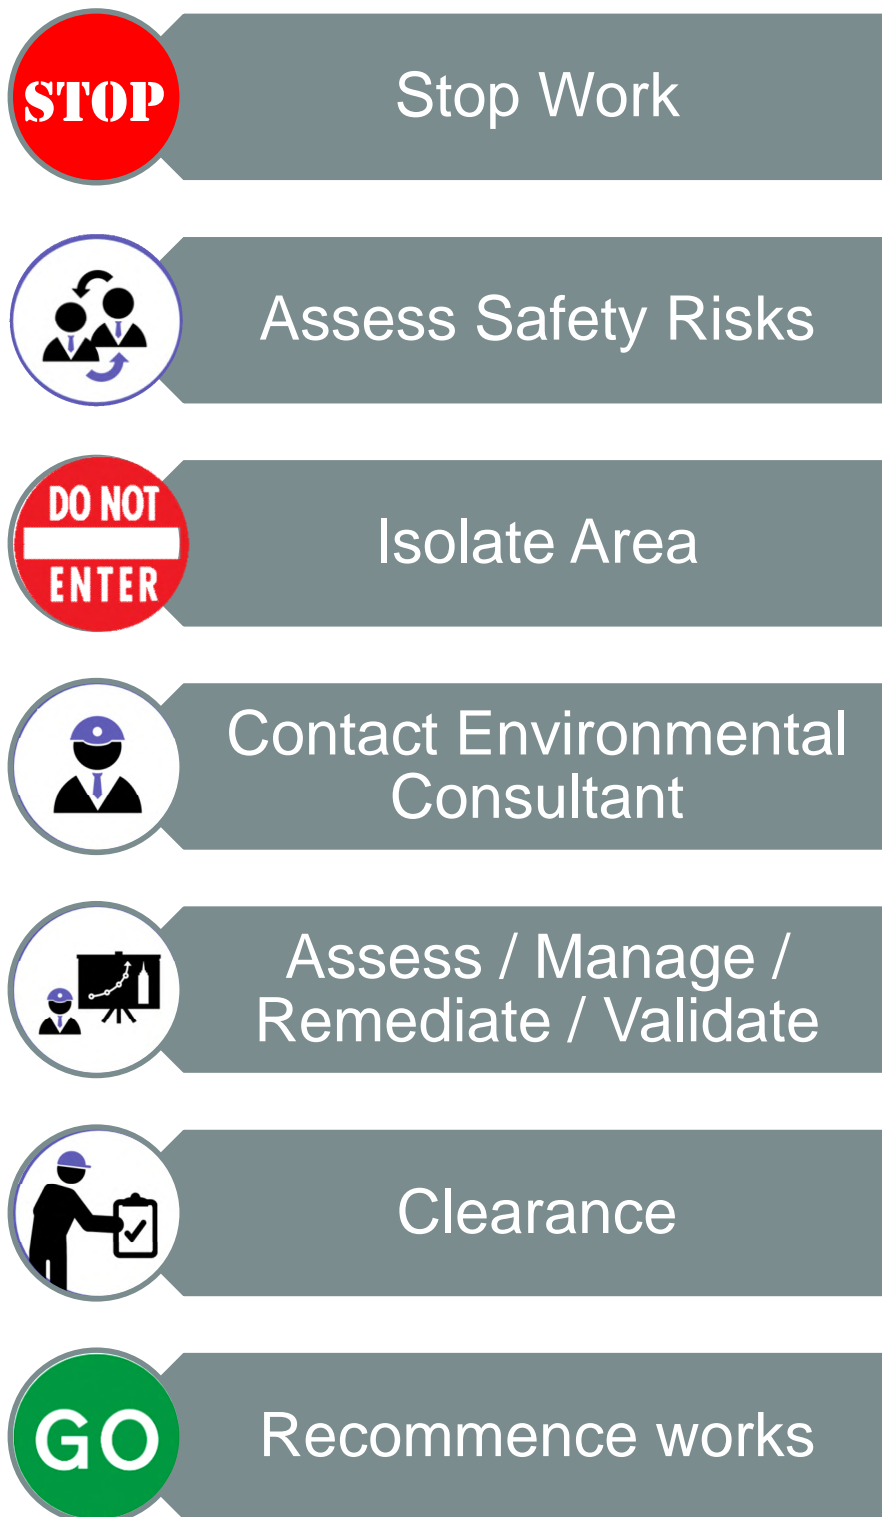 STOP
Stop Work
Assess Safety Risks
DO NOT
ENTER
Isolate Area
Contact Environmental
Consultant
Assess / Manage /
Remediate / Validate
Clearance
GO
Recommence works